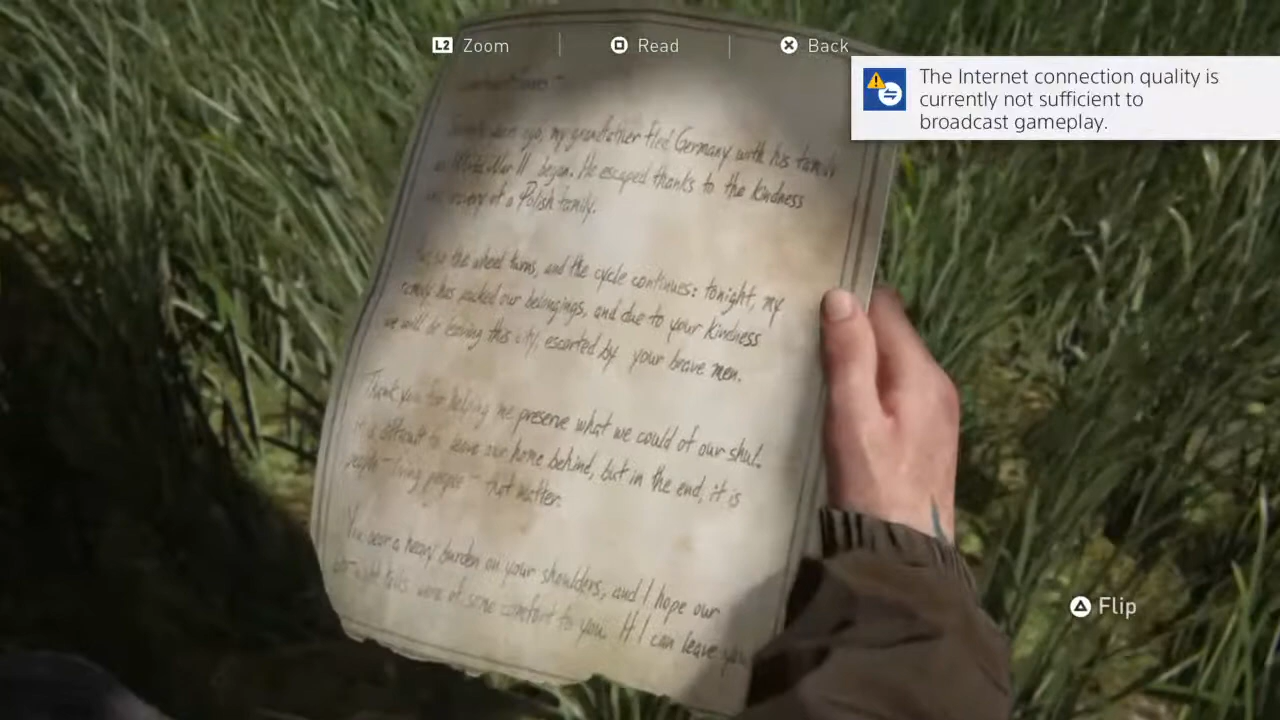 L2 Zoom
Read
Back
The Internet connection quality is
currently not sufficient to
broadcast gameplay.
ago, my grandfather fled Germany with his family
World War II began. He escaped thanks to the kindness
of a Polish family.
so the wheel turns, and the cycle continues: tonight, my
family has packed our belongings, and due to your kindness
we will be leaving this city, escorted by your brave men.
Thank you for helping me preserve what we could of our shul.
It is difficult to leave our home behind, but in the end, it is
people - living people - that matter.
You bear a heavy burden on your shoulders, and I hope our
talks were of some comfort to you. If I can leave you
Flip